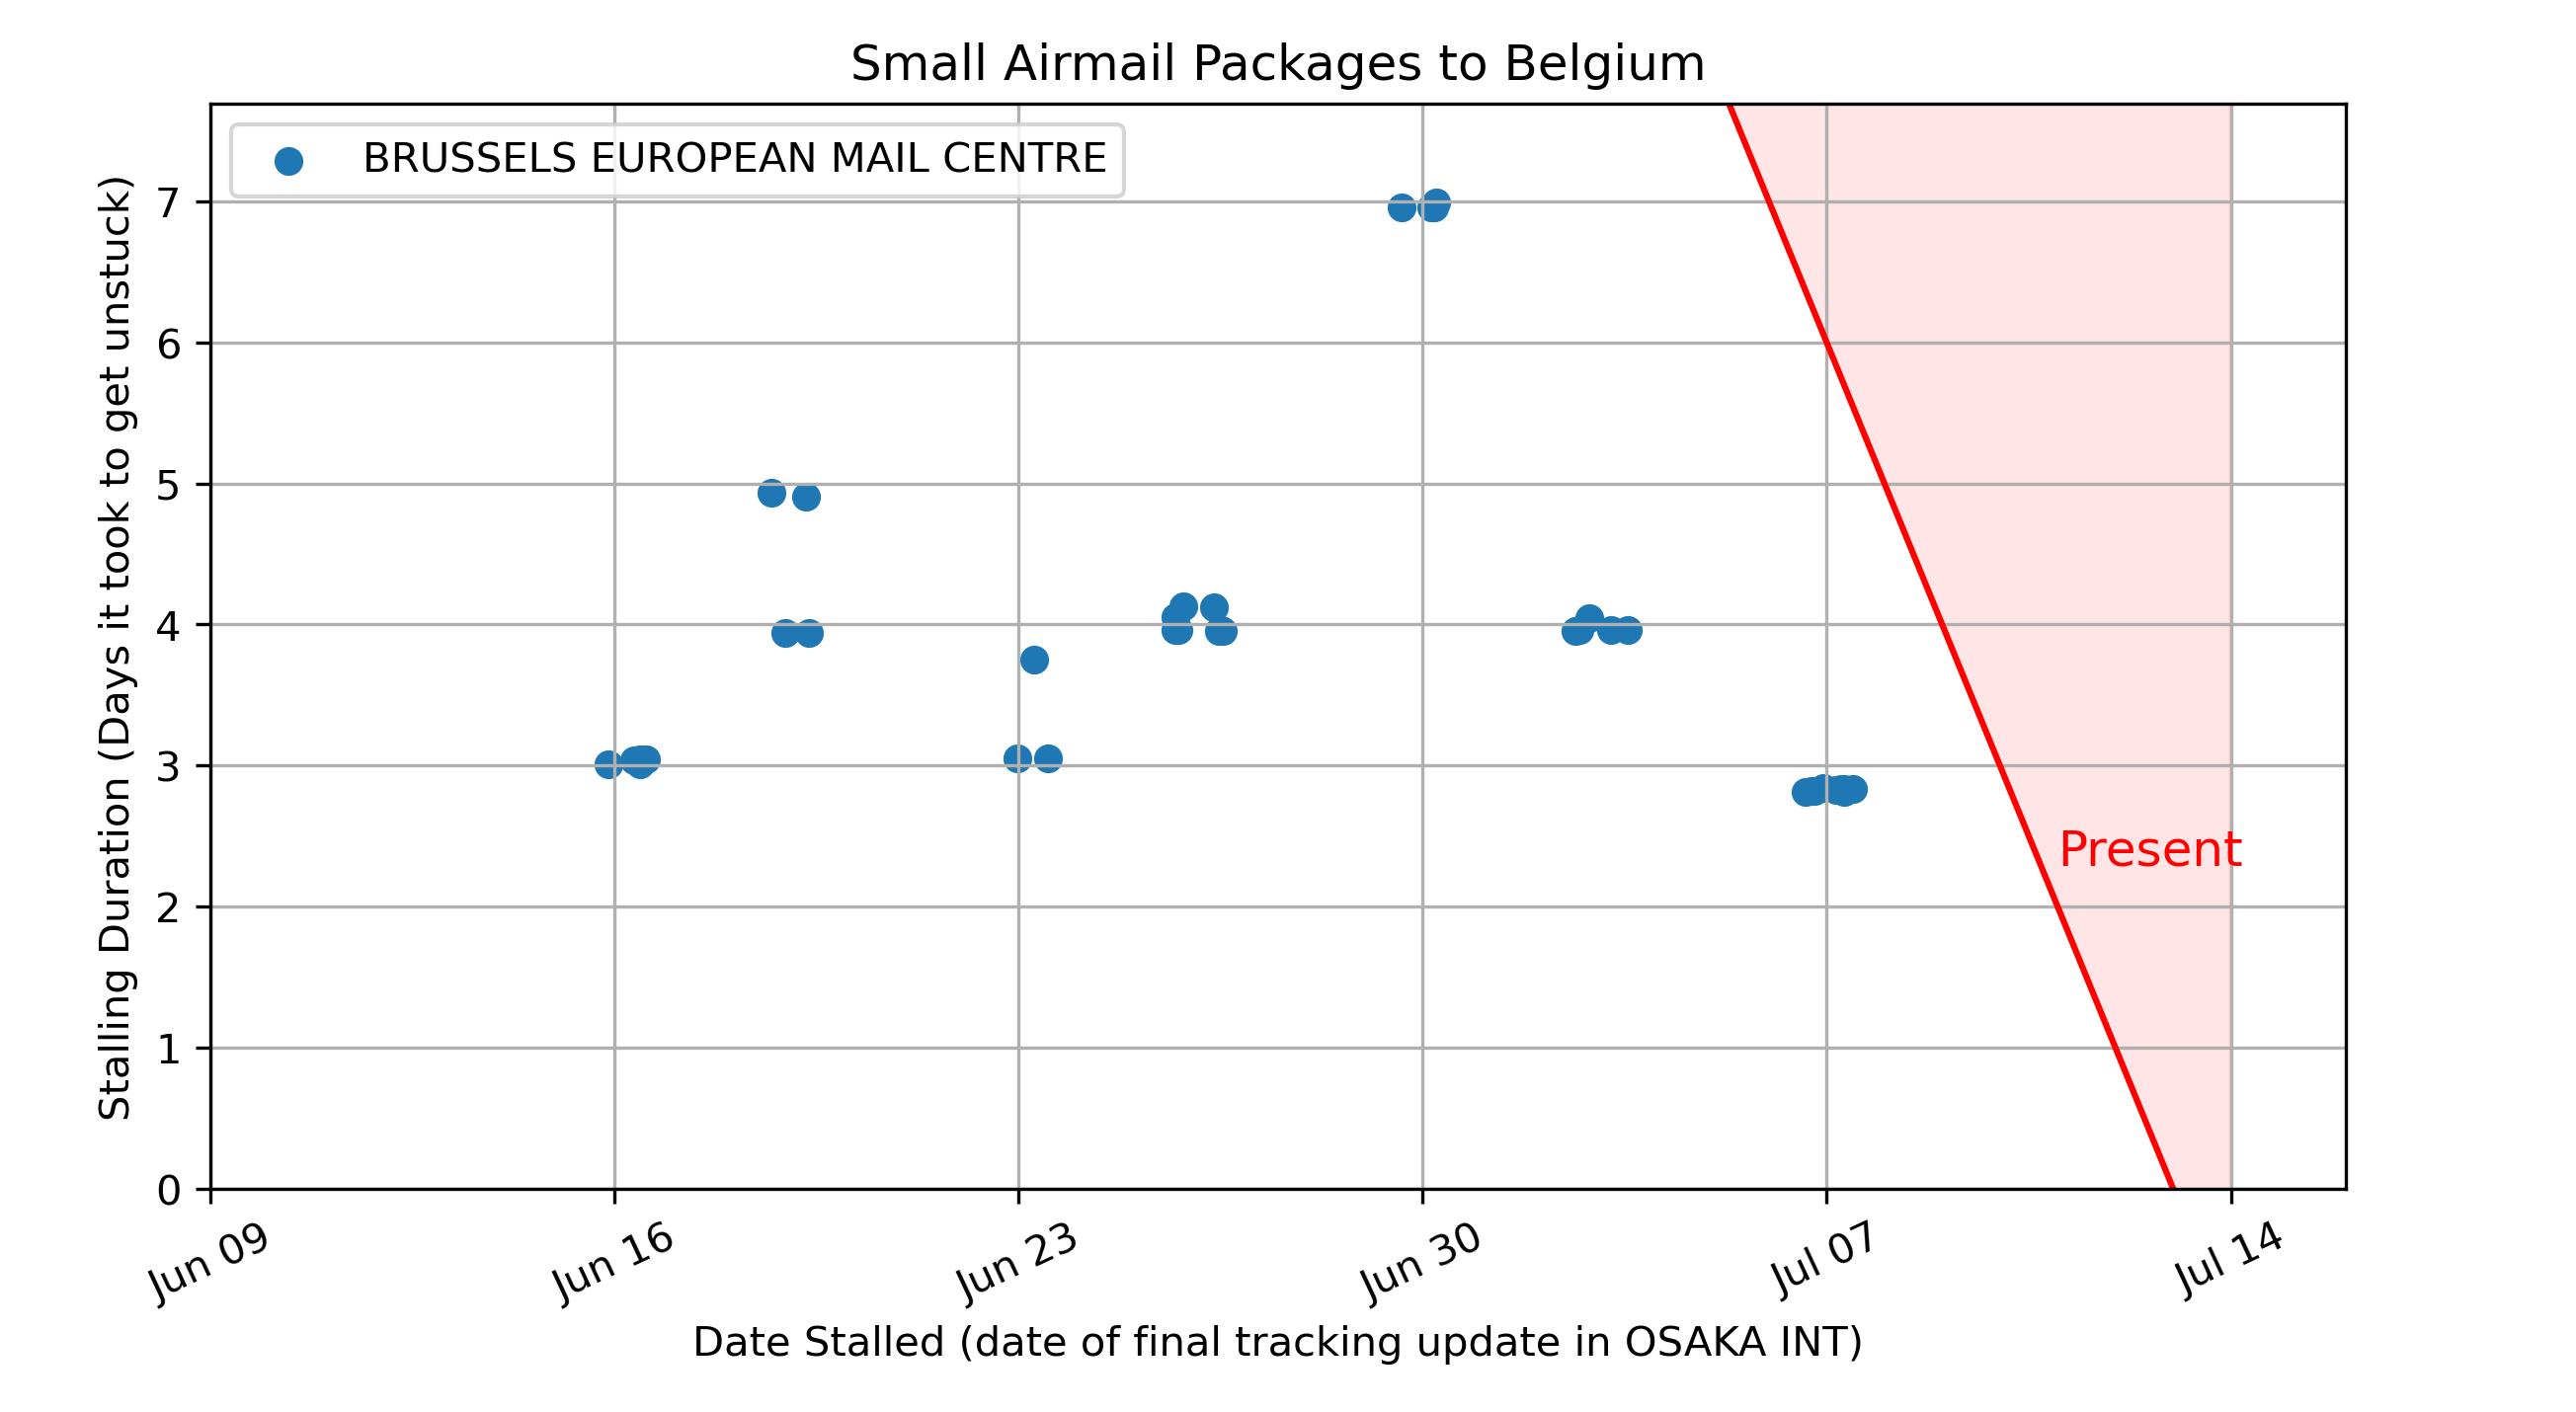 Small Airmail Packages to Belgium
BRUSSELS EUROPEAN MAIL CENTRE
Stalling Duration (Days it took to get unstuck)
7
6
5
4
3
2
1
0
Present
Jun 09
Jun 16
Jun 23
Jun 30
Jul 07
Jul 14
Date Stalled (date of final tracking update in OSAKA INT)